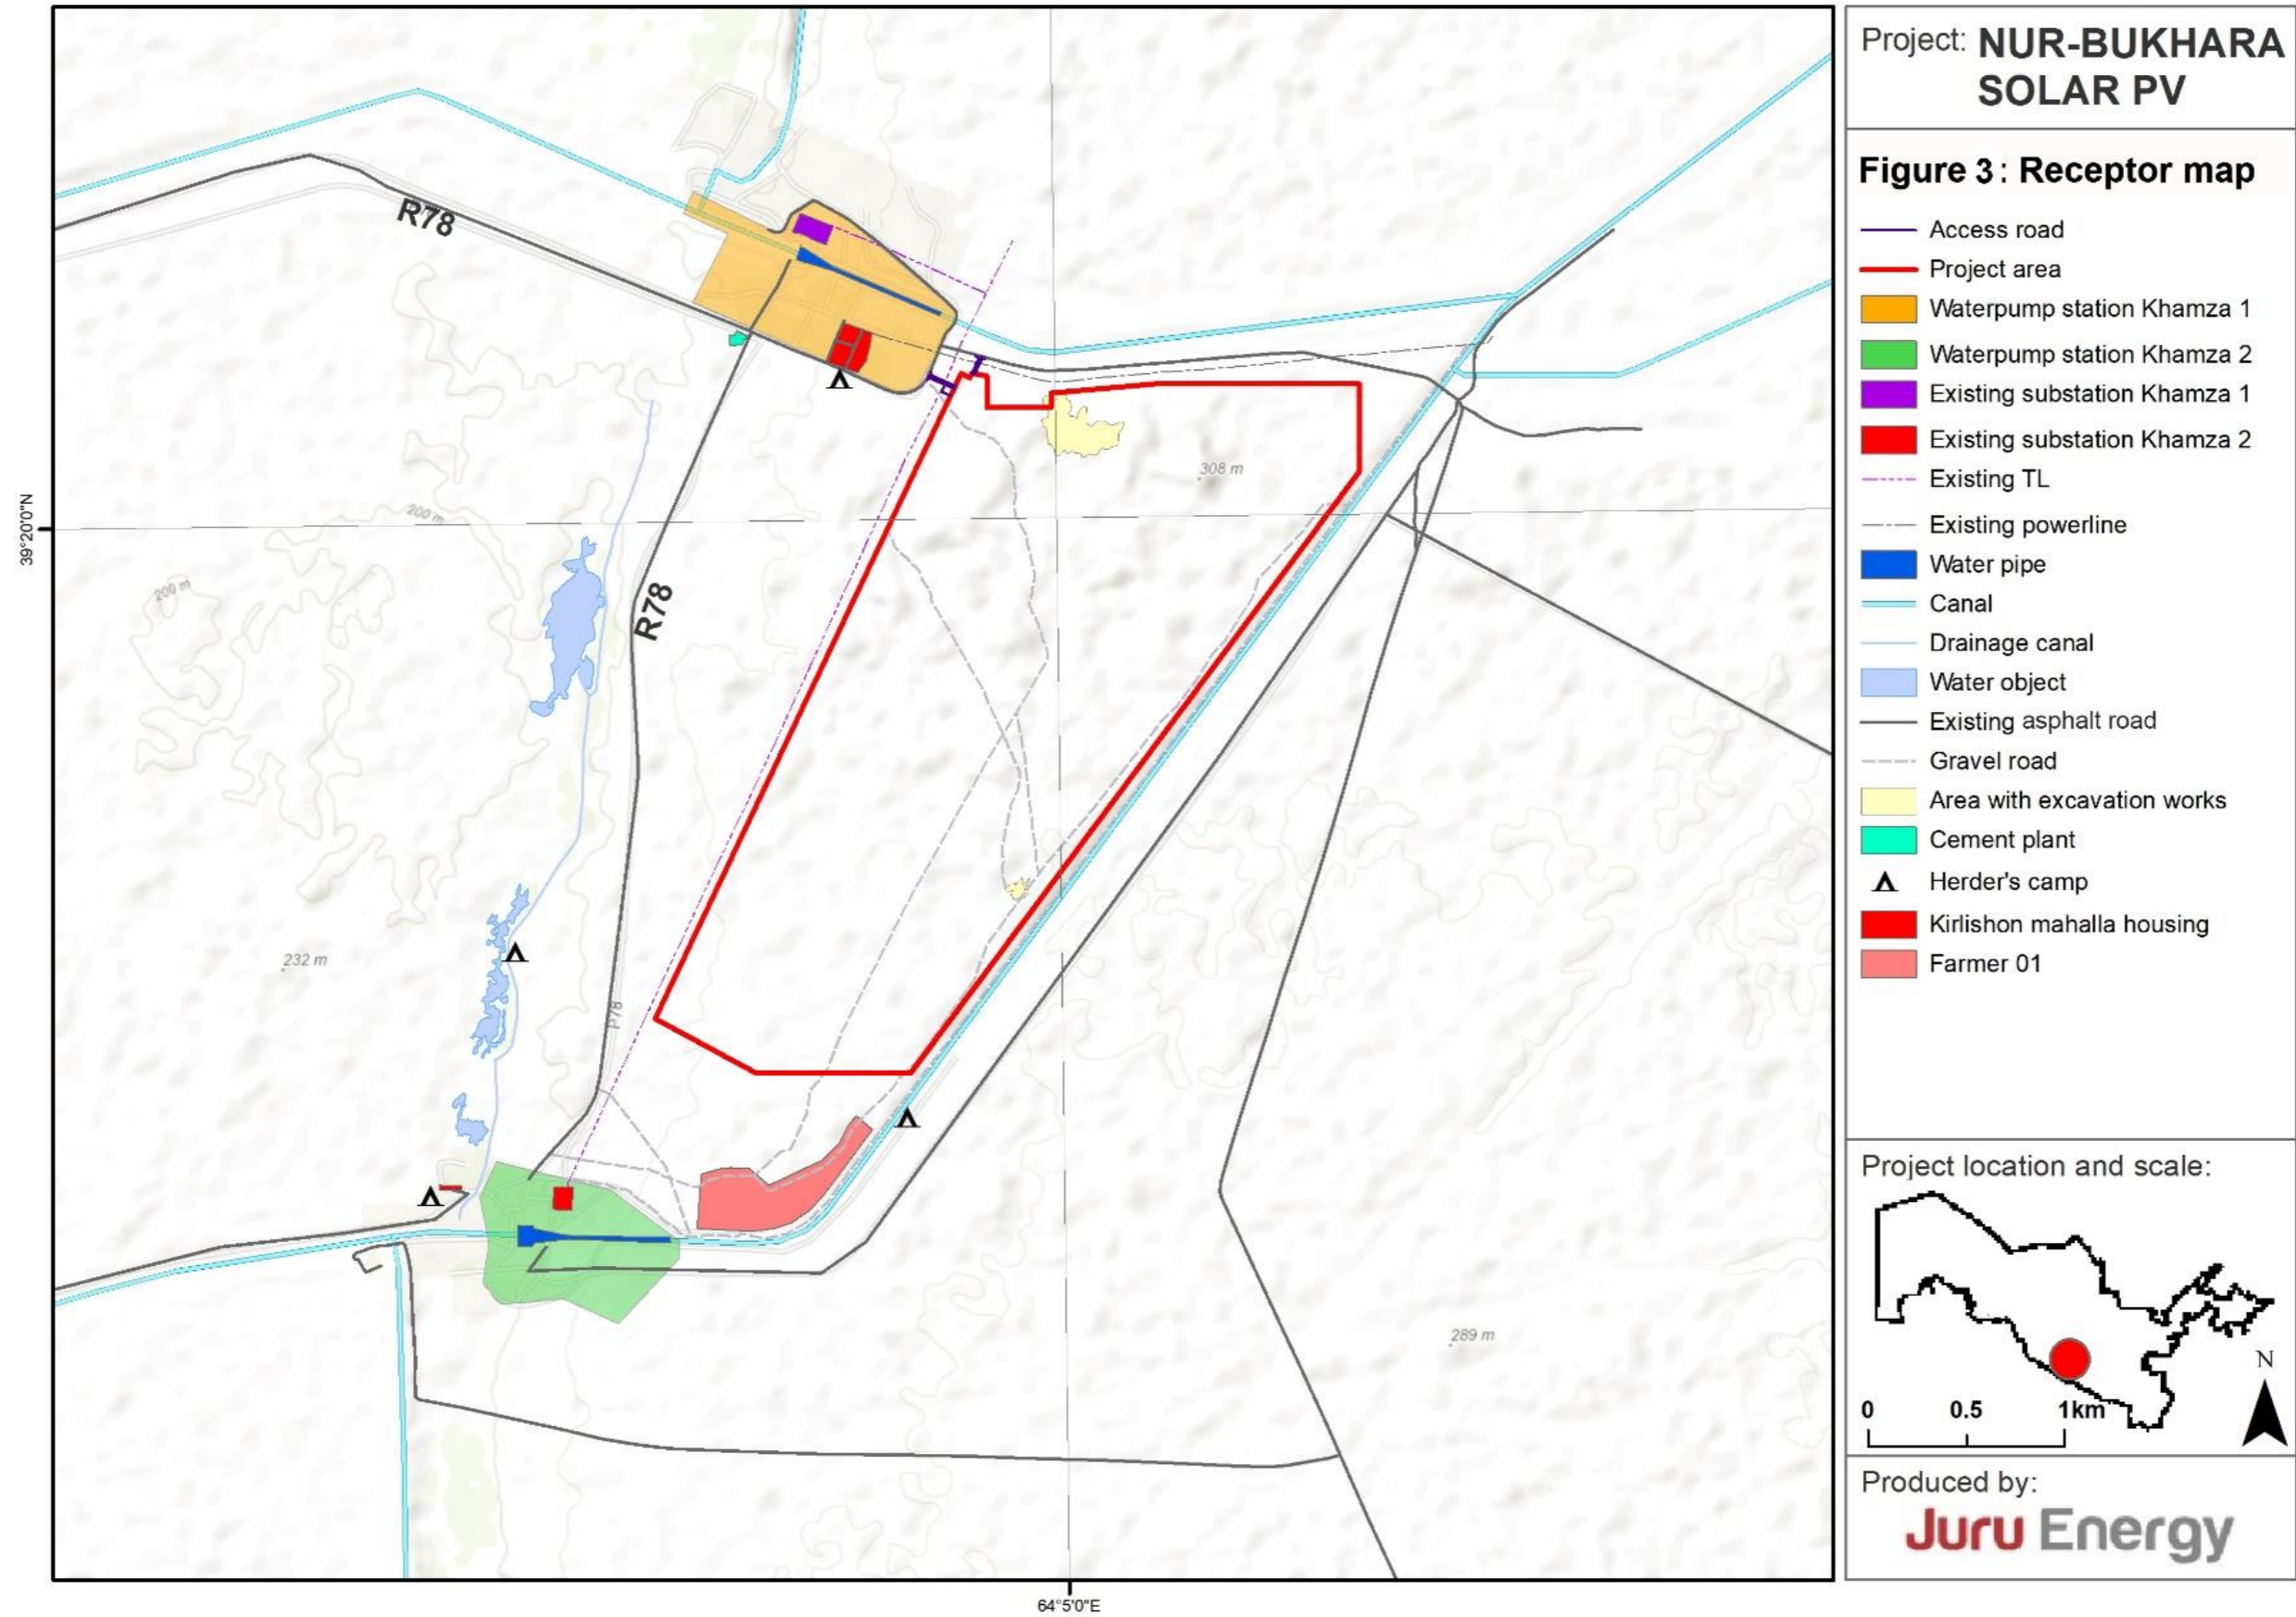 Project: NUR-BUKHARA
SOLAR PV
Figure 3: Receptor map
Access road
Project area
Waterpump station Khamza 1
Waterpump station Khamza 2
Existing substation Khamza 1
Existing substation Khamza 2
Existing TL
Existing powerline
Water pipe
Canal
Drainage canal
Water object
Existing asphalt road
Gravel road
Area with excavation works
Cement plant
Herder's camp
Kirlishon mahalla housing
Farmer 01
Project location and scale:
N
0 0.5 1km
Produced by:
Juru Energy
R78
308 m
39°20'0"N
200 m
200 m
R78
232 m
P78
289 m
64°5'0"E